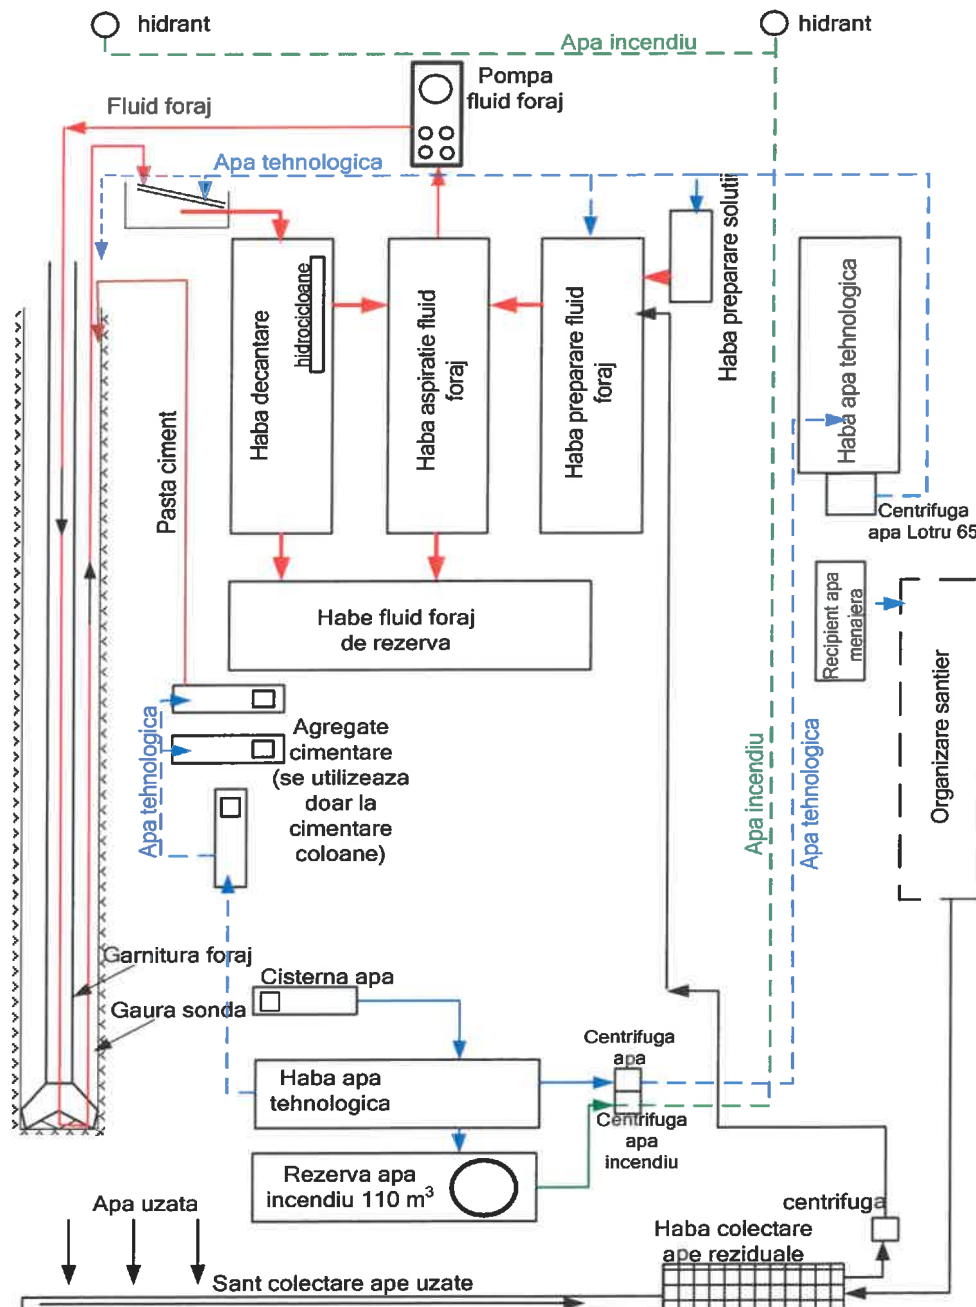 hidrant
hidrant
Apa incendiu
Pompa
fluid foraj
Fluid foraj
Apa tehnologica
Haba decantare
hidrocicloane
Haba aspiratie fluid
foraj
Haba preparare fluid
foraj
Haba preparare solutii
Haba apa tehnologica
Centrifuga
apa Lotru 65
Pasta ciment
Habe fluid foraj
de rezerva
Recipient apa
menajera
Organizare santier
Apa tehnologica
Agregate
cimentare
(se utilizeaza
doar la
cimentare
coloane)
Apa incendiu
Apa tehnologica
Garnitura foraj
Gaura sonda
Cisterna apa
Haba apa
tehnologica
Centrifuga
apa
Centrifuga
apa
incendiu
Rezerva apa
incendiu 110 m³
Apa uzata
Sant colectare ape uzate
centrifuga
Haba colectare
ape reziduale